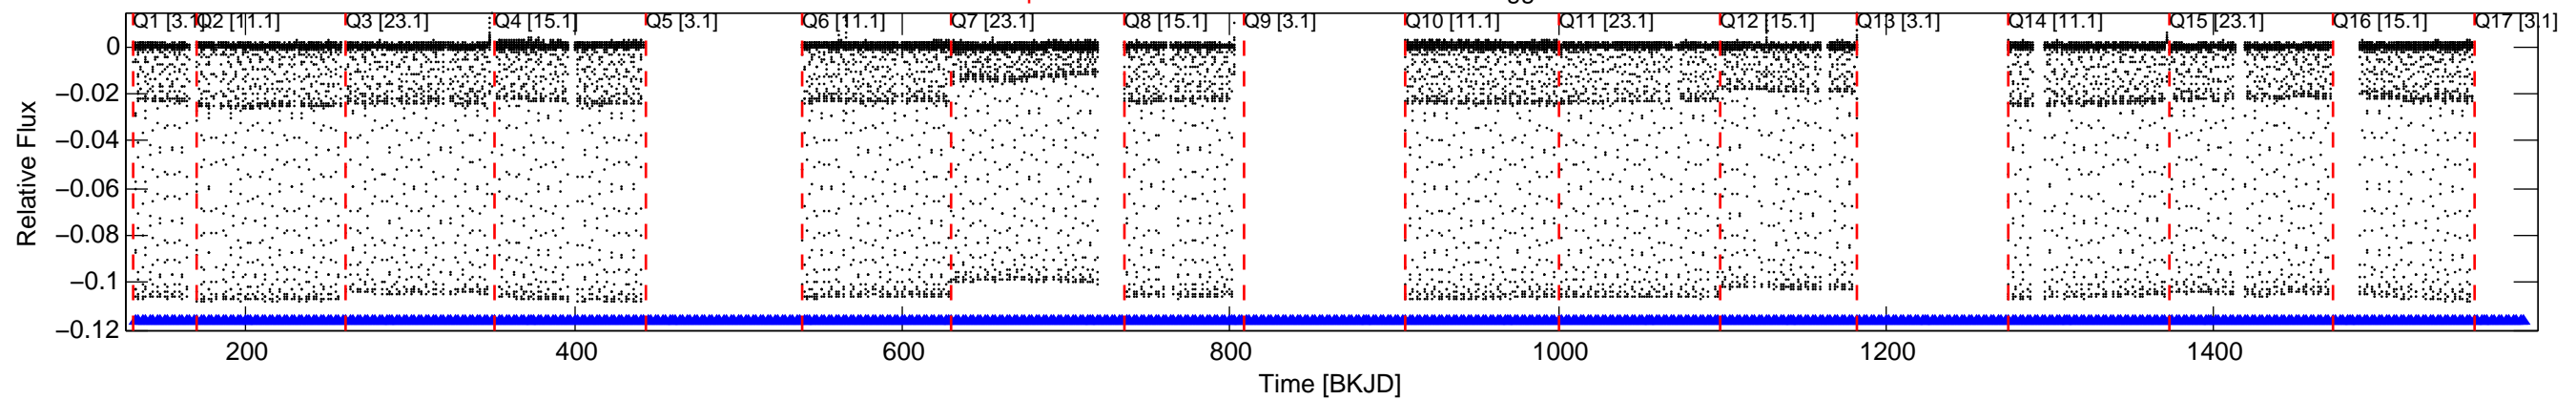 Q1 [3.1] Q2 [11.1] Q3 [23.1] Q4 [15.1] Q5 [3.1] Q6 [11.1] Q7 [23.1] Q8 [15.1] Q9 [3.1] Q10 [11.1] Q11 [23.1] Q12 [15.1] Q13 [3.1] Q14 [11.1] Q15 [23.1] Q16 [15.1] Q17 [3.1]
0
−0.02
−0.04
−0.06
−0.08
−0.1
−0.12
Relative Flux
200 400 600 800 1000 1200 1400
Time [BKJD]